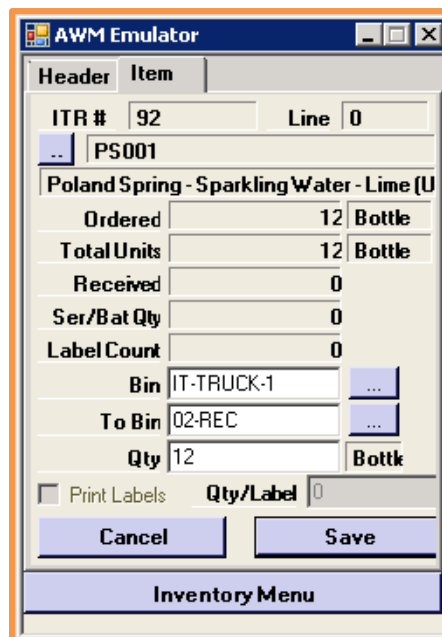 AWM Emulator
Header Item
ITR # 92 Line 0
.. PS001
Poland Spring - Sparkling Water - Lime (U
Ordered 12 Bottle
Total Units 12 Bottle
Received 0
Ser/Bat Qty 0
Label Count 0
Bin IT-TRUCK-1 ...
To Bin 02-REC ...
Qty 12 Bottle
Print Labels Qty/Label 0
Cancel Save
Inventory Menu